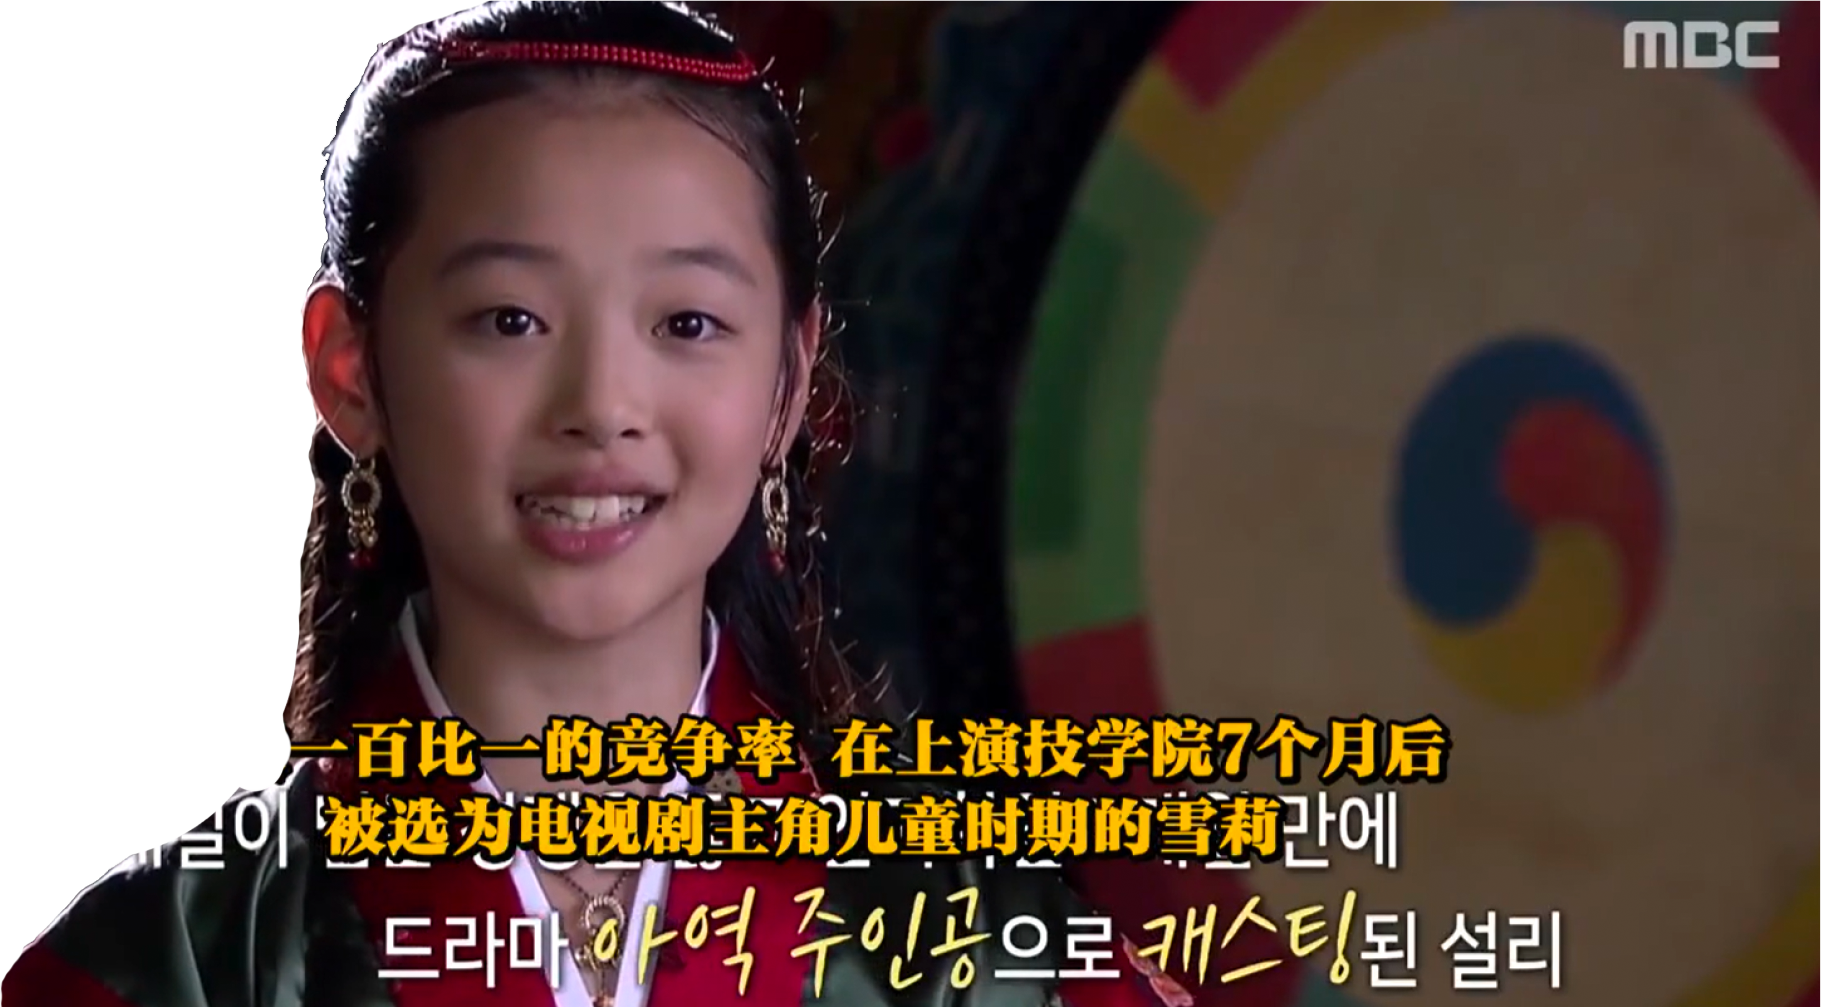 MBC
一百比一的竞争率 在上演技学院7个月后
被选为电视剧主角儿童时期的雪莉
만에
드라마 아역 주인공으로 캐스팅된 설리